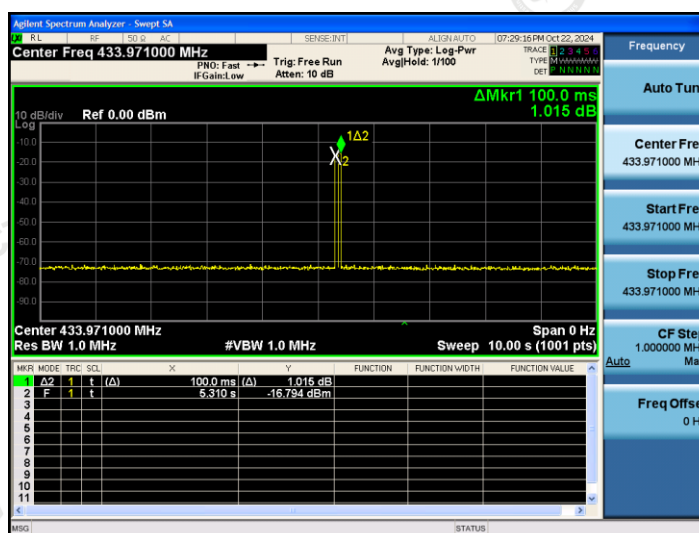 Agilent Spectrum Analyzer - Swept SA
RL RF 50 Ω AC SENSE:INT ALIGN AUTO 07:29:16 PM Oct 22, 2024
Center Freq 433.971000 MHz
PNO: Fast
IFGain:Low
Trig: Free Run
Atten: 10 dB
Avg Type: Log-Pwr
Avg|Hold: 1/100
TRACE 1 2 3 4 5 6
TYPE M
DET P N N N N N
ΔMkr1 100.0 ms
1.015 dB
10 dB/div Ref 0.00 dBm
Log
-10.0
-20.0
-30.0
-40.0
-50.0
-60.0
-70.0
-80.0
-90.0
1Δ2
X2
Center 433.971000 MHz Span 0 Hz
Res BW 1.0 MHz #VBW 1.0 MHz Sweep 10.00 s (1001 pts)
MKR MODE TRC SCL X Y FUNCTION FUNCTION WIDTH FUNCTION VALUE
1 Δ2 1 t (Δ) 100.0 ms (Δ) 1.015 dB
2 F 1 t 5.310 s -16.794 dBm
3
4
5
6
7
8
9
10
11
MSG STATUS
Frequency
Auto Tun
Center Fre
433.971000 MH
Start Fre
433.971000 MH
Stop Fre
433.971000 MH
CF Ste
1.000000 MH
Auto Ma
Freq Offse
0 H